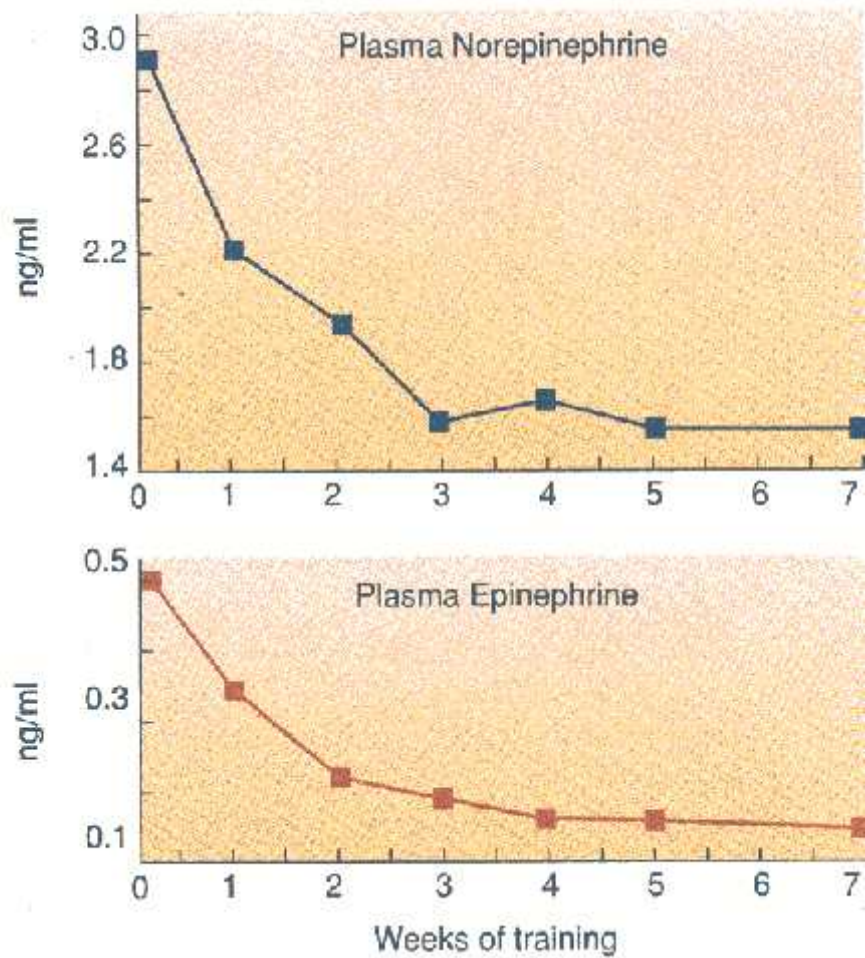 Plasma Norepinephrine
3.0
2.6
2.2
1.8
1.4
ng/ml
0 1 2 3 4 5 6 7
Plasma Epinephrine
0.5
0.3
0.1
ng/ml
0 1 2 3 4 5 6 7
Weeks of training